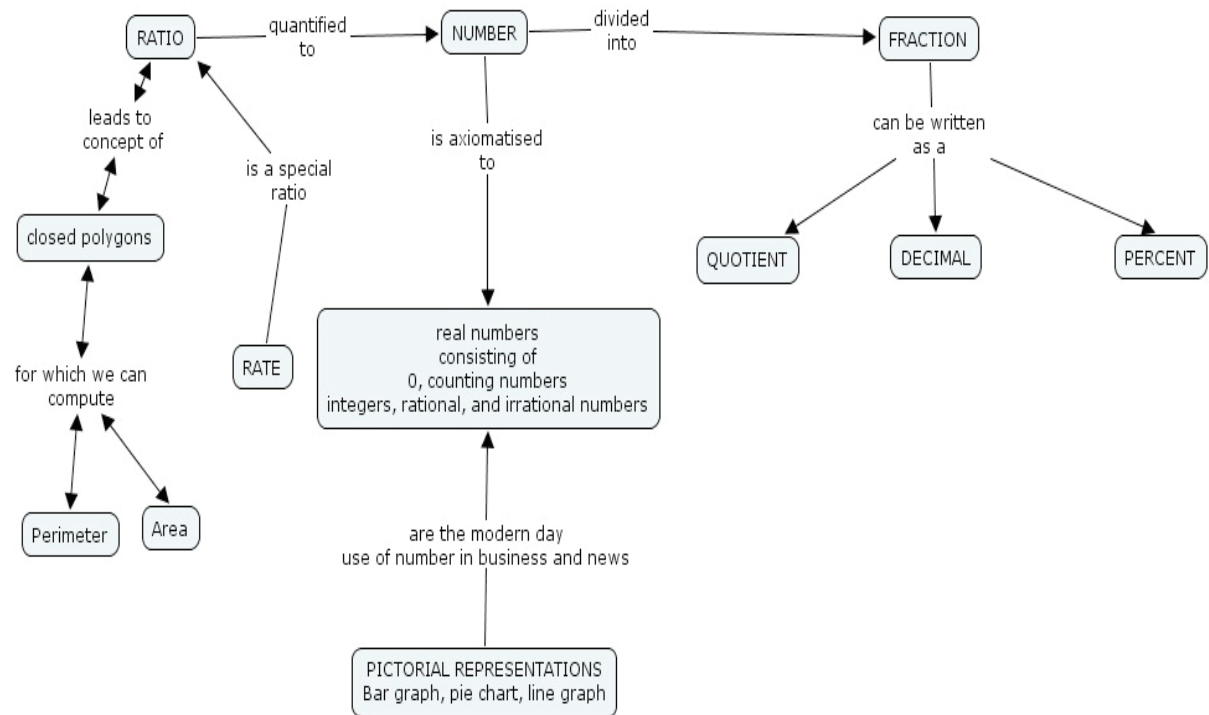 RATIO
quantified
to
NUMBER
divided
into
FRACTION
leads to
concept of
is a special
ratio
is axiomatised
to
can be written
as a
closed polygons
QUOTIENT
DECIMAL
PERCENT
for which we can
compute
RATE
real numbers
consisting of
0, counting numbers
integers, rational, and irrational numbers
Perimeter
Area
are the modern day
use of number in business and news
PICTORIAL REPRESENTATIONS
Bar graph, pie chart, line graph